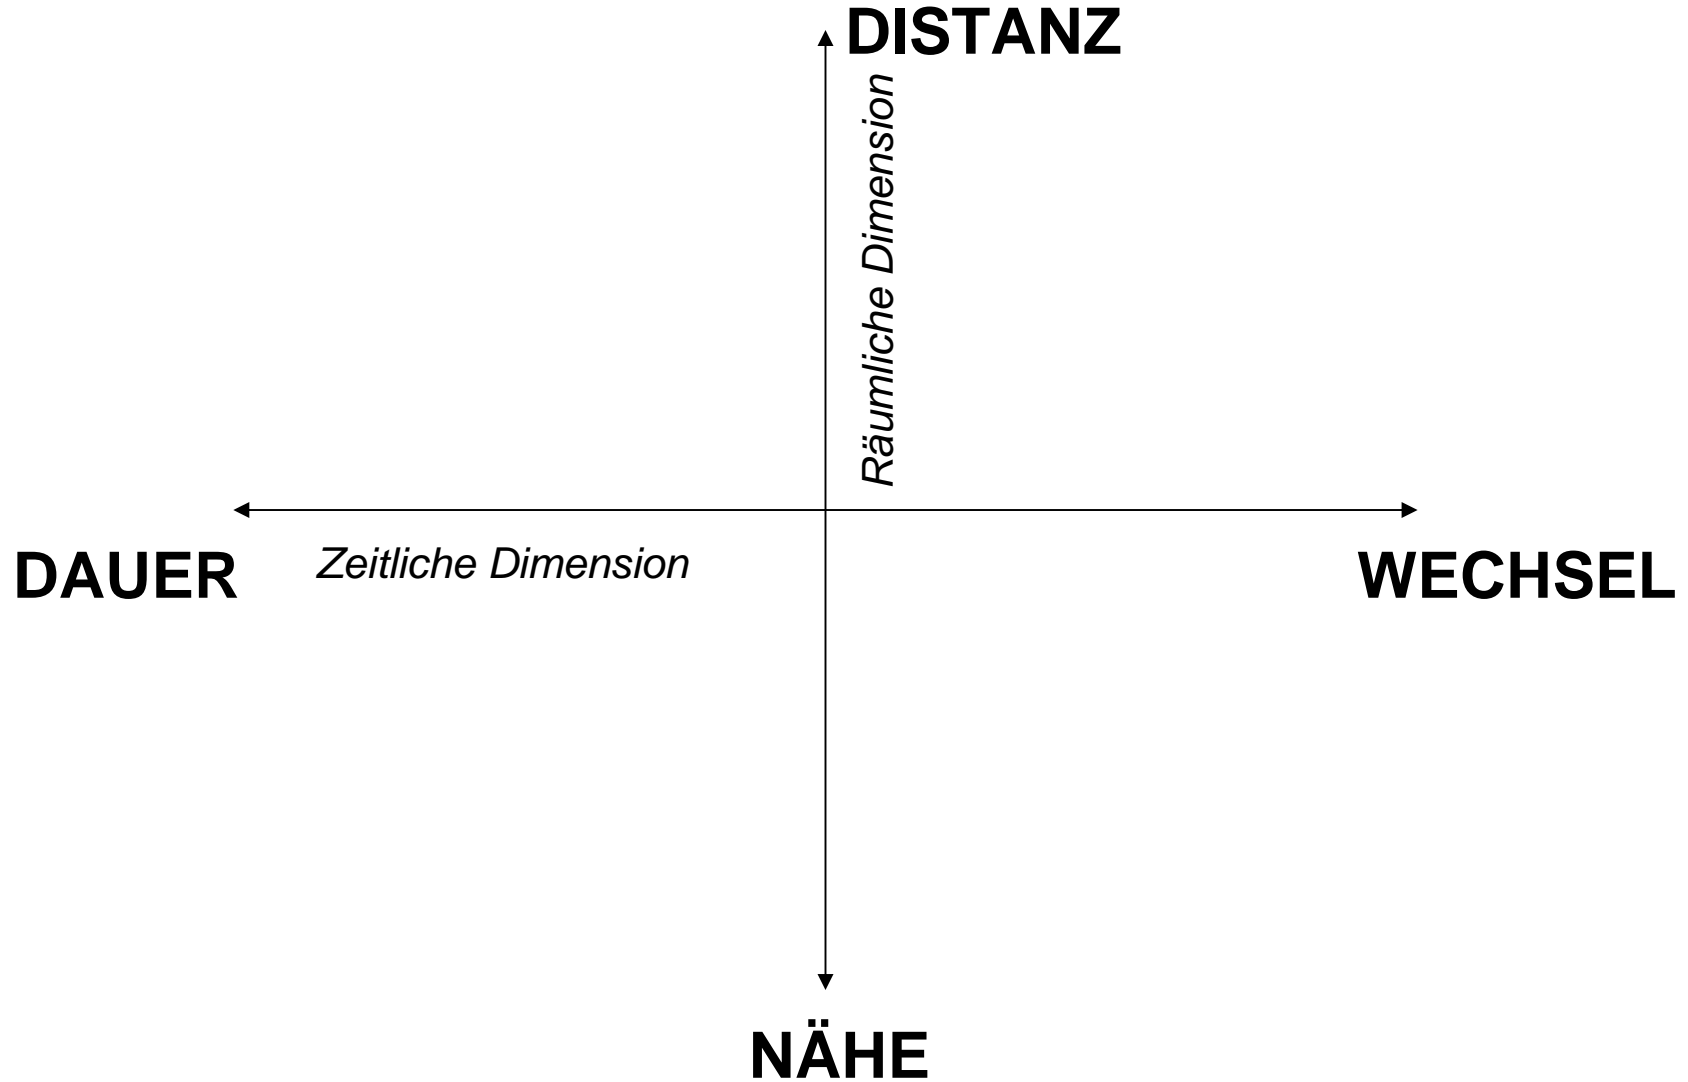 DISTANZ
Räumliche Dimension
DAUER
Zeitliche Dimension
WECHSEL
NÄHE